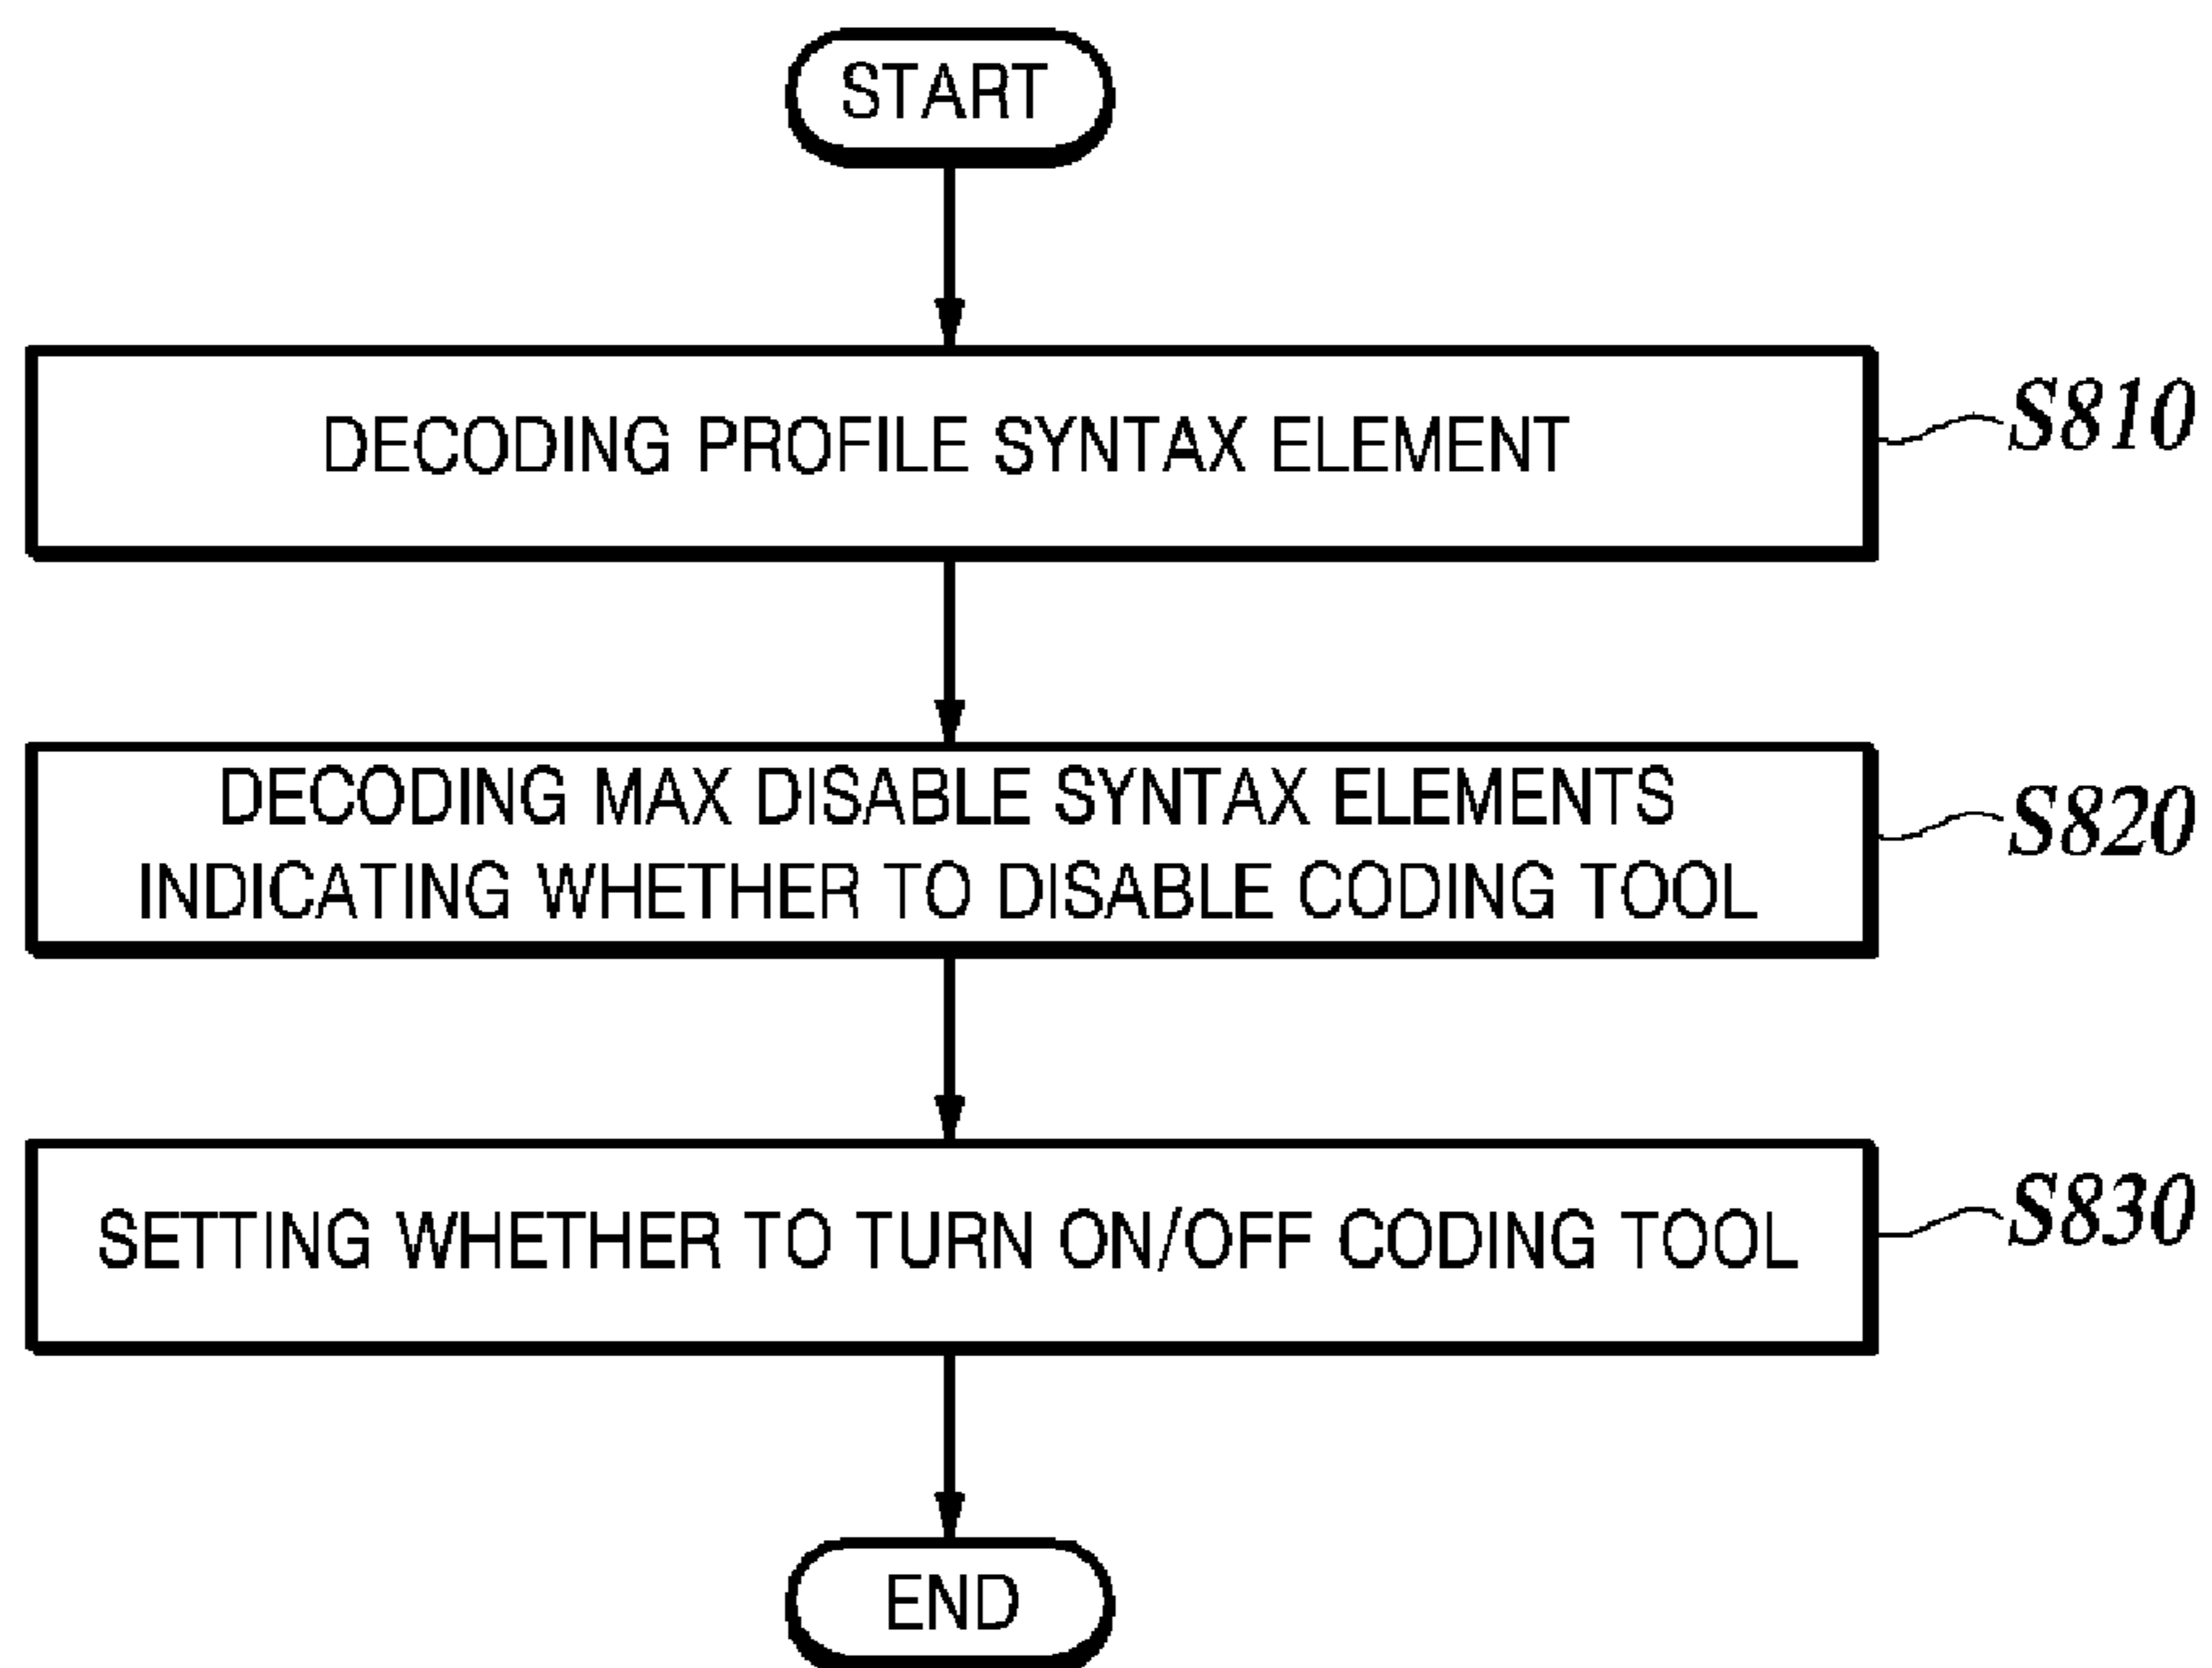 START
DECODING PROFILE SYNTAX ELEMENT
S810
DECODING MAX DISABLE SYNTAX ELEMENTS
INDICATING WHETHER TO DISABLE CODING TOOL
S820
SETTING WHETHER TO TURN ON/OFF CODING TOOL
S830
END